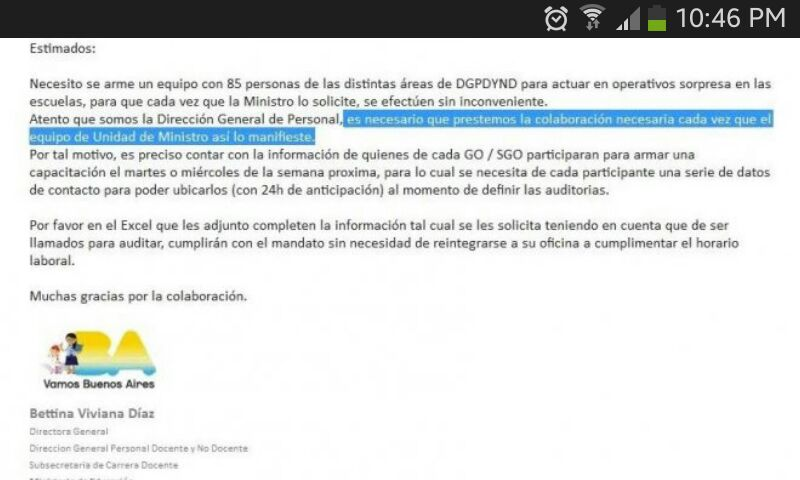 10:46 PM
Estimados:
Necesito se arme un equipo con 85 personas de las distintas áreas de DGPDYND para actuar en operativos sorpresa en las
escuelas, para que cada vez que la Ministro lo solicite, se efectúen sin inconveniente.
Atento que somos la Dirección General de Personal, es necesario que prestemos la colaboración necesaria cada vez que el
equipo de Unidad de Ministro así lo manifieste.
Por tal motivo, es preciso contar con la información de quienes de cada GO / SGO participaran para armar una
capacitación el martes o miércoles de la semana proxima, para lo cual se necesita de cada participante una serie de datos
de contacto para poder ubicarlos (con 24h de anticipación) al momento de definir las auditorias.
Por favor en el Excel que les adjunto completen la información tal cual se les solicita teniendo en cuenta que de ser
llamados para auditar, cumplirán con el mandato sin necesidad de reintegrarse a su oficina a cumplimentar el horario
laboral.
Muchas gracias por la colaboración.
BA
Vamos Buenos Aires
Bettina Viviana Díaz
Directora General
Direccion General Personal Docente y No Docente
Subsecretaria de Carrera Docente